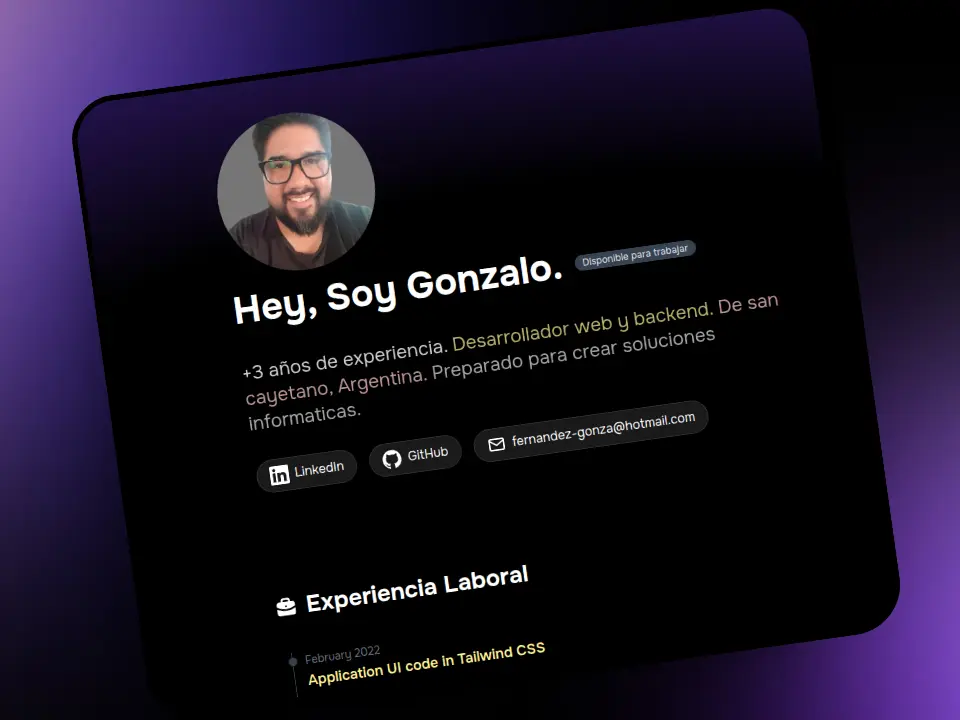 Hey, Soy Gonzalo.
Disponible para trabajar
+3 años de experiencia. Desarrollador web y backend. De san
cayetano, Argentina. Preparado para crear soluciones
informaticas.
LinkedIn
GitHub
fernandez-gonza@hotmail.com
Experiencia Laboral
February 2022
Application UI code in Tailwind CSS